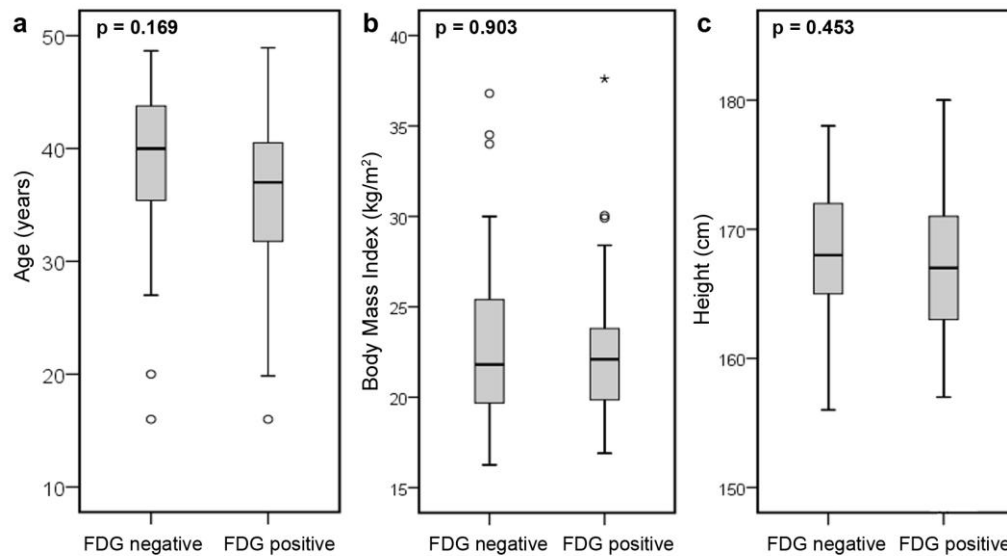 a
p = 0.169
Age (years)
50
40
30
20
10
FDG negative
FDG positive
b
p = 0.903
Body Mass Index (kg/m²)
40
35
30
25
20
15
FDG negative
FDG positive
c
p = 0.453
Height (cm)
180
170
160
150
FDG negative
FDG positive